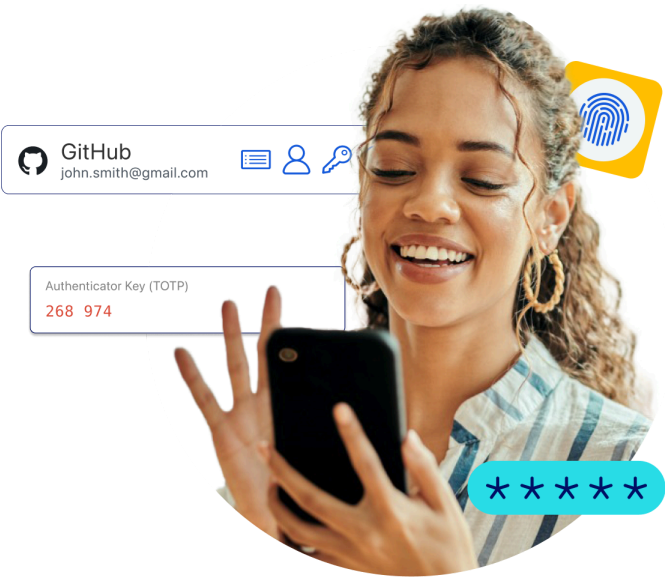 GitHub
john.smith@gmail.com
Authenticator Key (TOTP)
268 974
*****